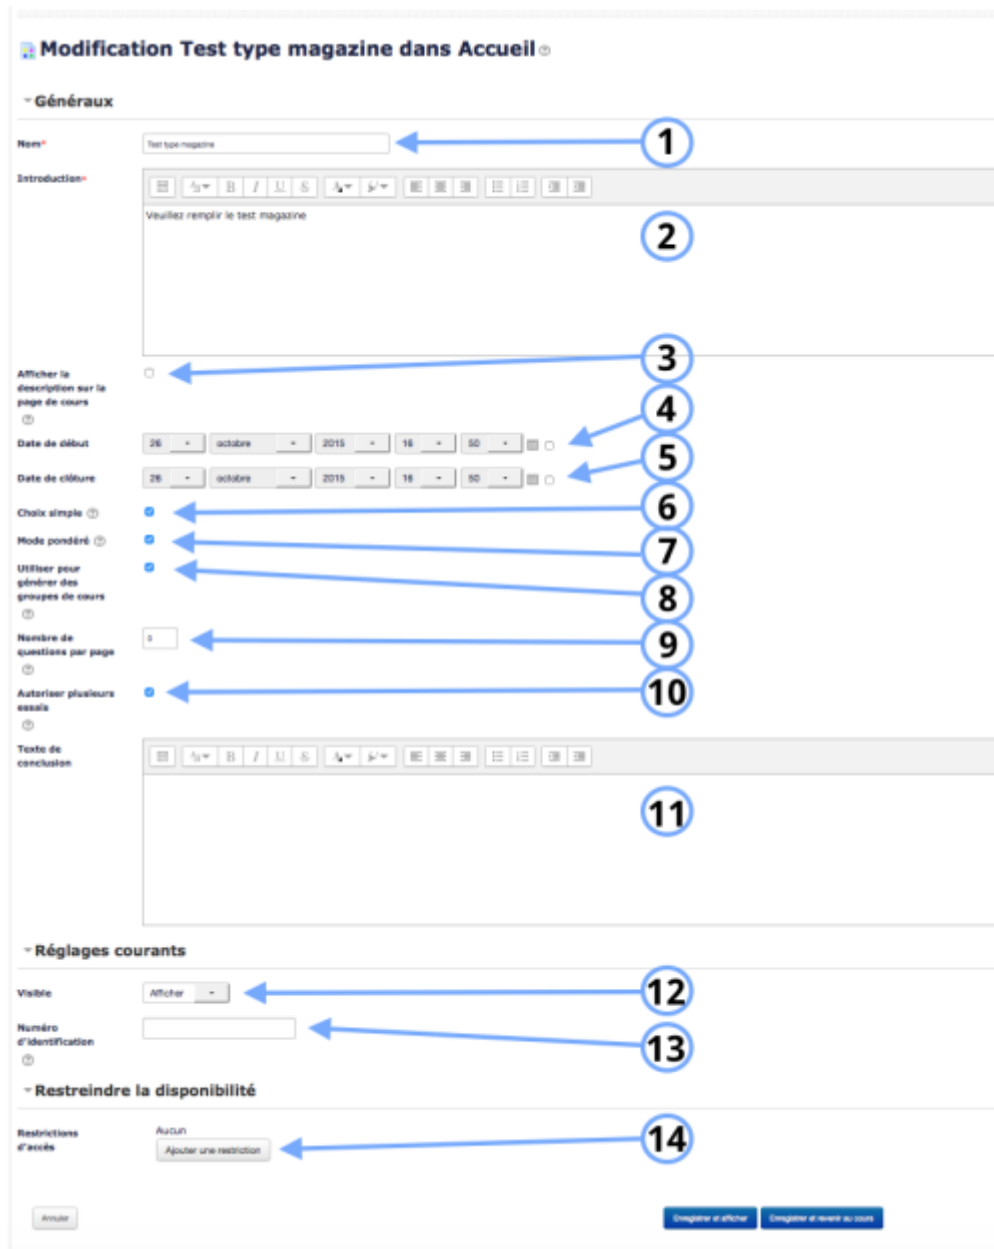 Modification Test type magazine dans Accueil
Généraux
Nom*
Test type magazine
1
Introduction*
B I U S
Veuillez remplir le test magazine
2
3
Afficher la
description sur la
page de cours
4
Date de début
26 octobre 2015 16 50
5
Date de clôture
26 octobre 2015 16 50
Choix simple
6
Mode pondéré
7
Utiliser pour
générer des
groupes de cours
8
Nombre de
questions par page
9
Autoriser plusieurs
essais
10
Texte de
conclusion
B I U S
11
Réglages courants
Visible
Afficher
12
Numéro
d'identification
13
Restreindre la disponibilité
Restrictions
d'accès
Aucun
Ajouter une restriction
14
Annuler
Enregistrer et afficher
Enregistrer et revenir au cours